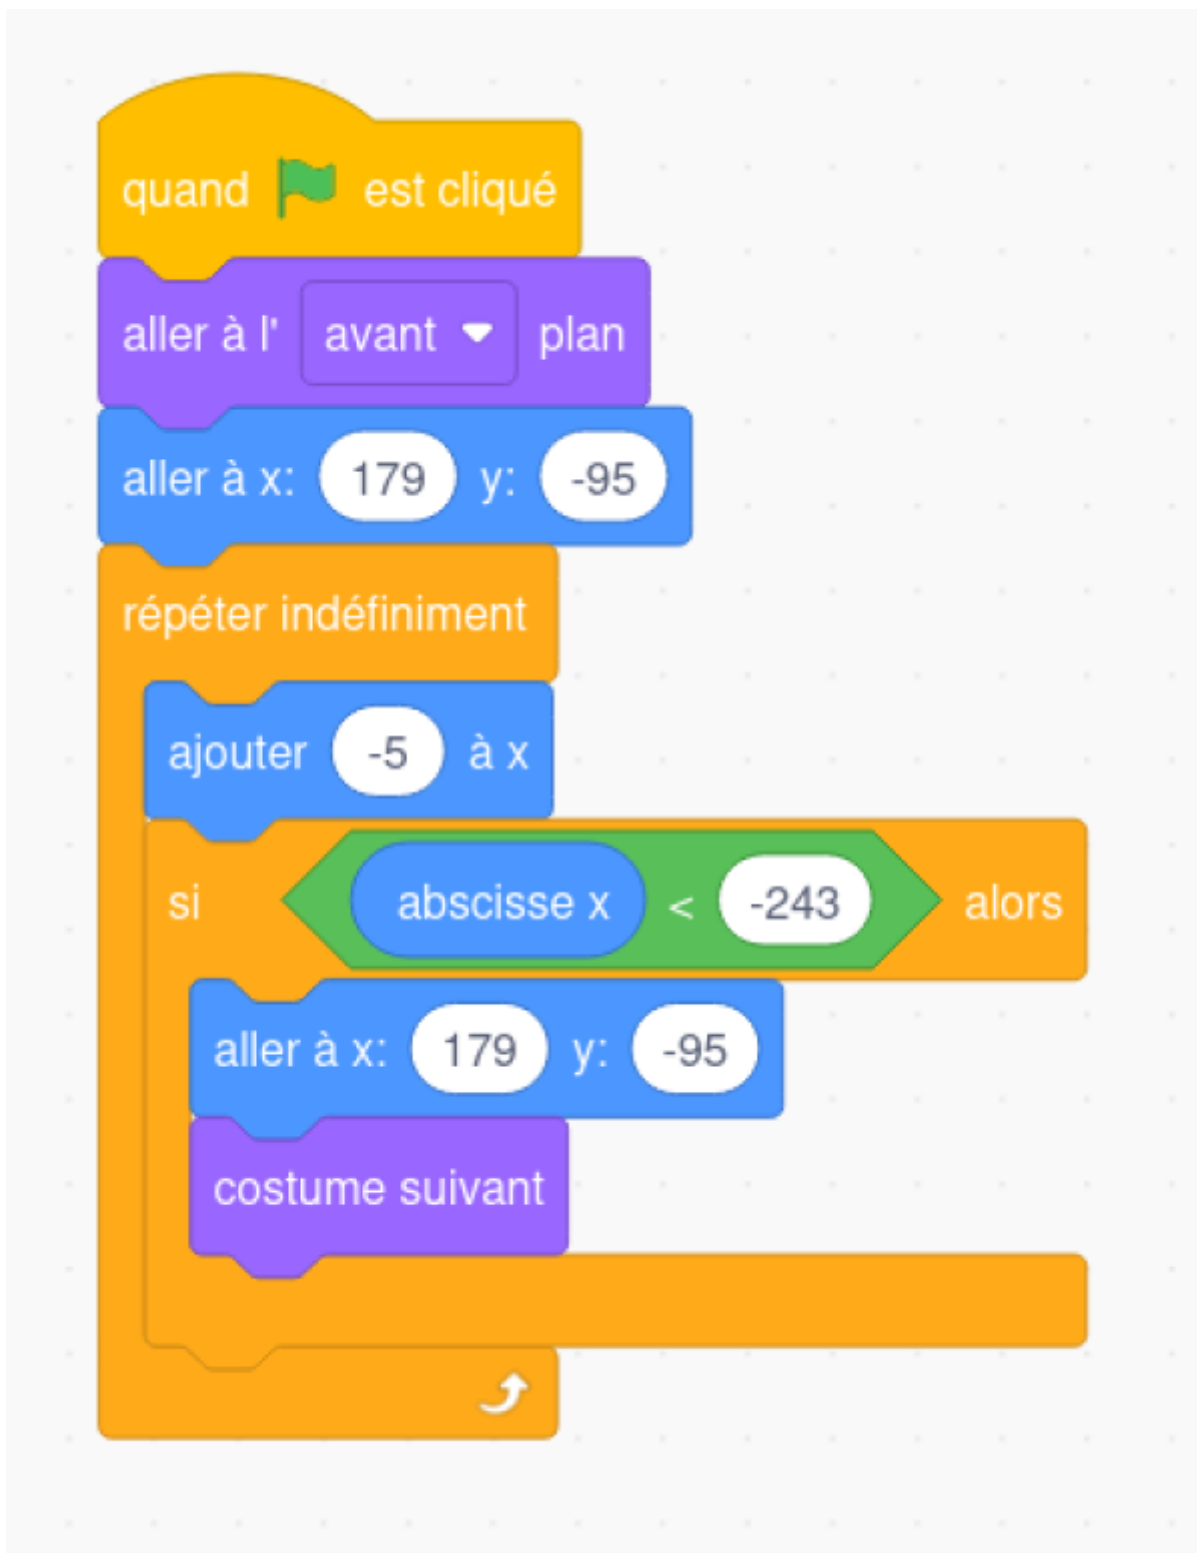 quand est cliqué
aller à l' avant plan
aller à x: 179 y: -95
répéter indéfiniment
ajouter -5 à x
si abscisse x < -243 alors
aller à x: 179 y: -95
costume suivant